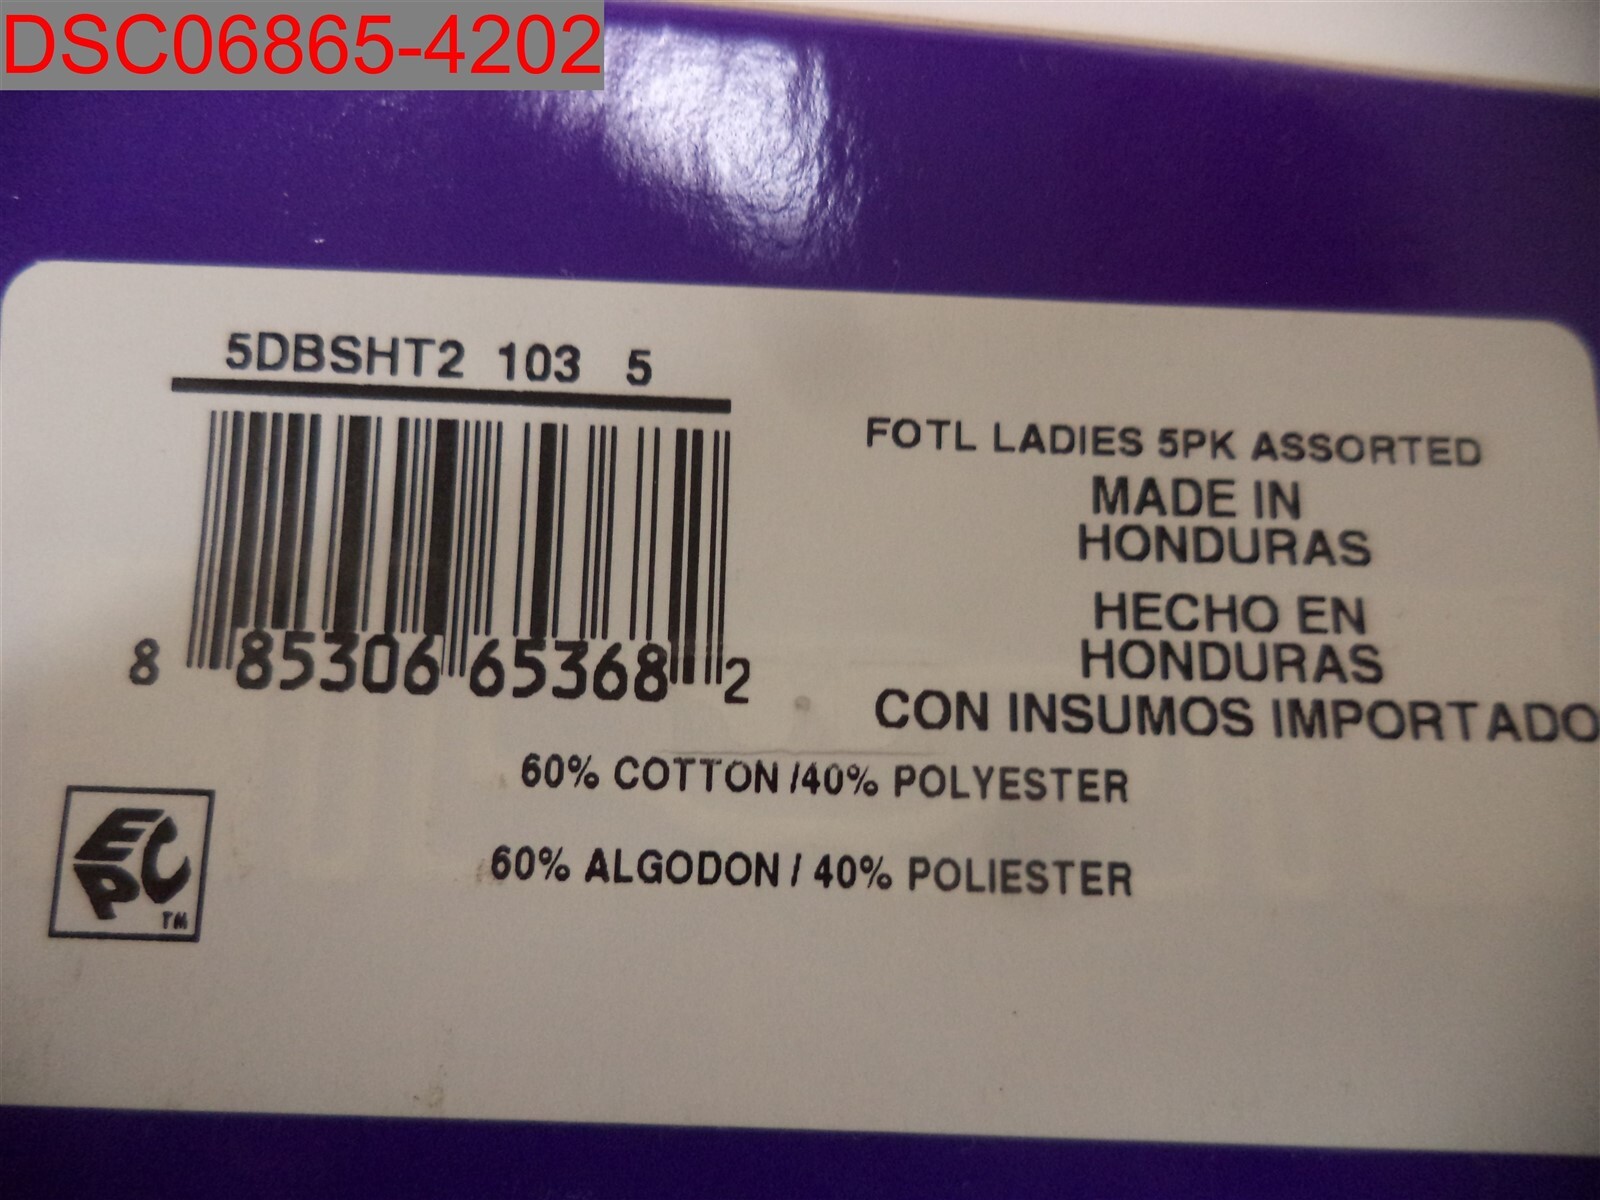 DSC06865-4202
5DBSHT2 103 5
8 85306 65368 2
FOTL LADIES 5PK ASSORTED
MADE IN
HONDURAS
HECHO EN
HONDURAS
CON INSUMOS IMPORTADO
60% COTTON /40% POLYESTER
60% ALGODON / 40% POLIESTER
EPC
TM